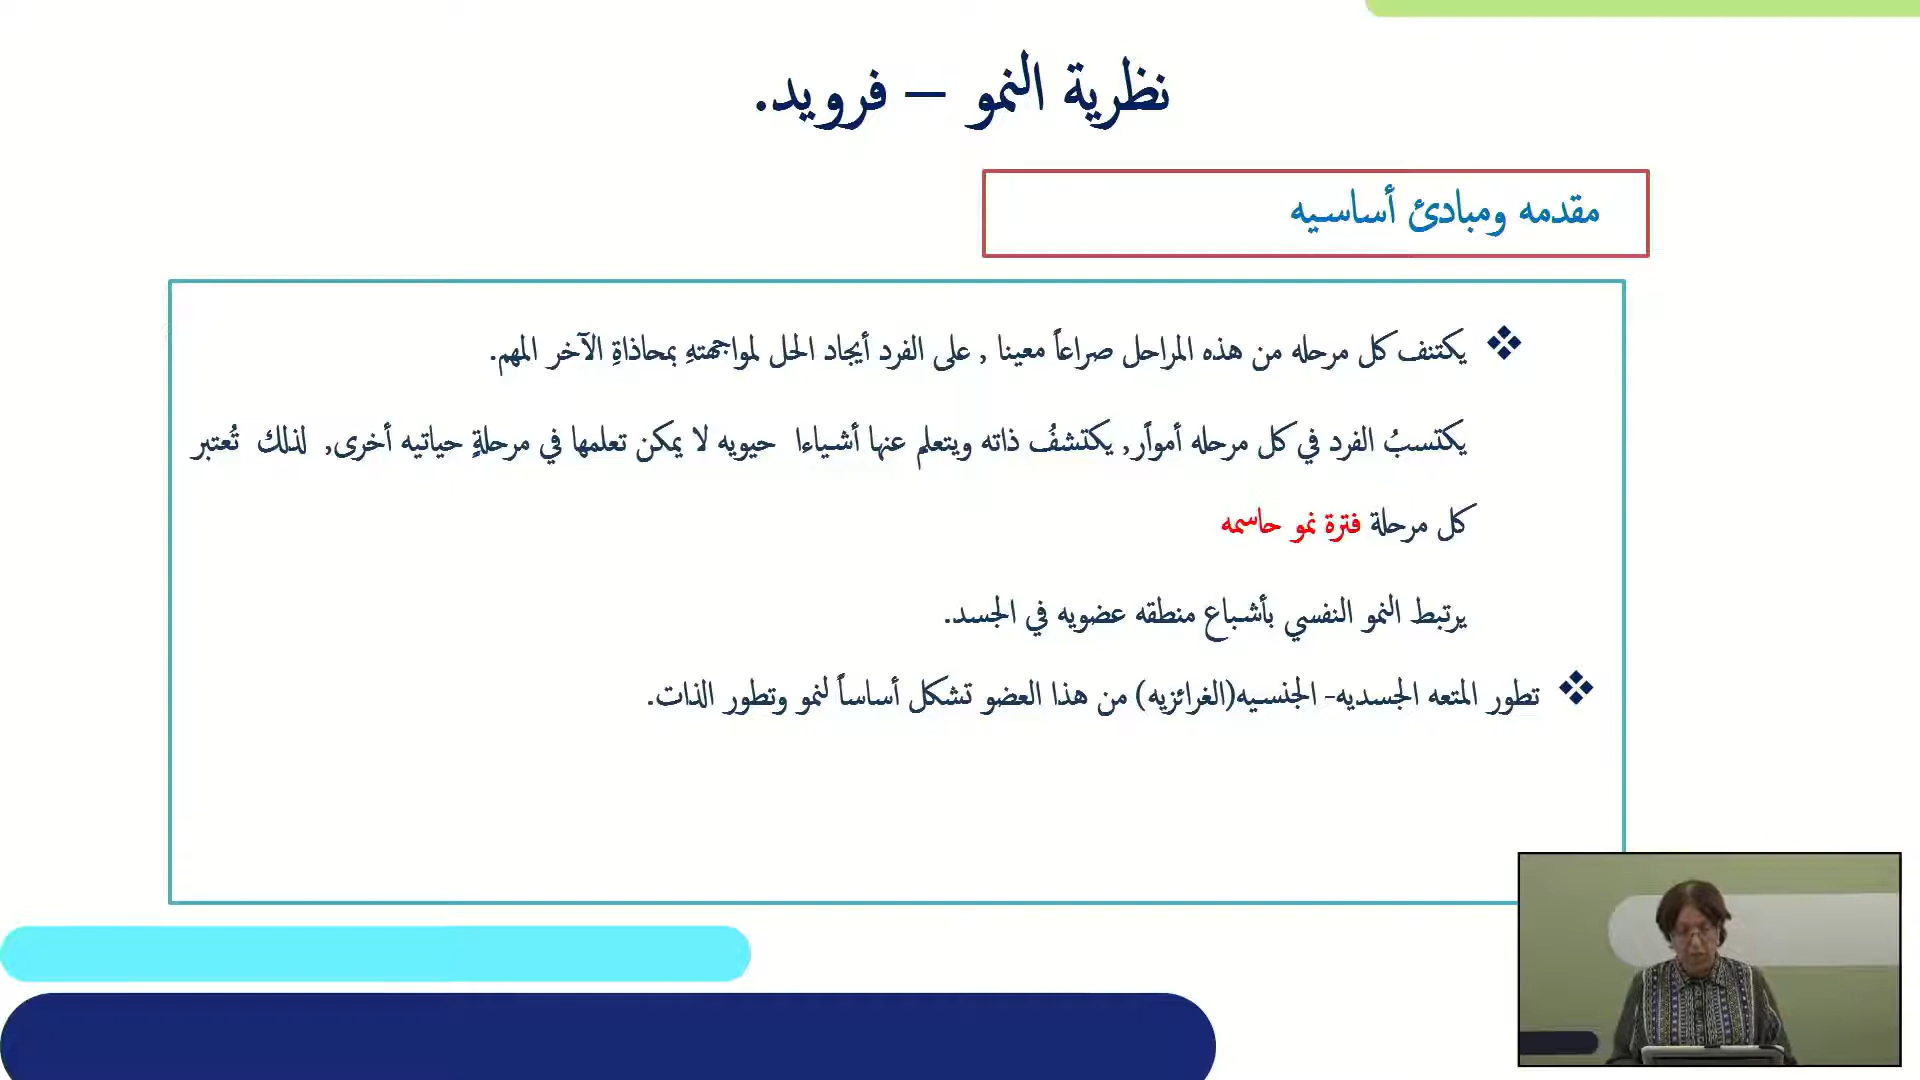 نظرية النمو – فرويد.
مقدمه ومبادئ أساسيه
❖ يكتنف كل مرحله من هذه المراحل صراعاً معينا , على الفرد أيجاد الحل لمواجهتهِ بمحاذاةِ الآخر المهم.
يكتسبُ الفرد في كل مرحله أموأر, يكتشفُ ذاته ويتعلم عنها أشياءا حيويه لا يمكن تعلمها في مرحلةٍ حياتيه أخرى, لذلك تُعتبر
كل مرحلة فترة نمو حاسمه
يرتبط النمو النفسي بأشباع منطقه عضويه في الجسد.
❖ تطور المتعه الجسديه- الجنسيه(الغرائزيه) من هذا العضو تشكل أساساً لنمو وتطور الذات.